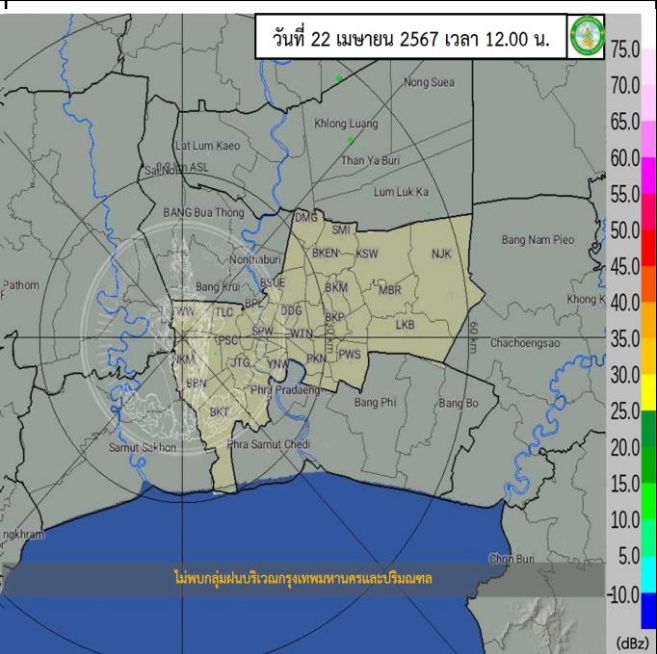 วันที่ 22 เมษายน 2567 เวลา 12.00 น.
75.0
70.0
65.0
60.0
55.0
50.0
45.0
40.0
35.0
30.0
25.0
20.0
15.0
10.0
5.0
-10.0
(dBz)
Nong Suea
Khlong Luang
Lat Lum Kaeo
Than Ya Buri
km ASL
Lum Luk Ka
BANG Bua Thong
DMG
SMI
Bang Nam Pieo
BKEN
KSW
NJK
Nonthaburi
Pathom
Bang Krui
BSUE
BKM
MBR
BPL
Khong K
TLC
DDG
BKP
LKB
SPW
WTN
30 km
60 km
PSC
Chachoengsao
JTG
YNW
PKN
PWS
Phra Pradaeng
BKT
Bang Phi
Bang Bo
Samut Sakhon
Phra Samut Chedi
ngkhram
Chon Buri
ไม่พบกลุ่มฝนบริเวณกรุงเทพมหานครและปริมณฑล